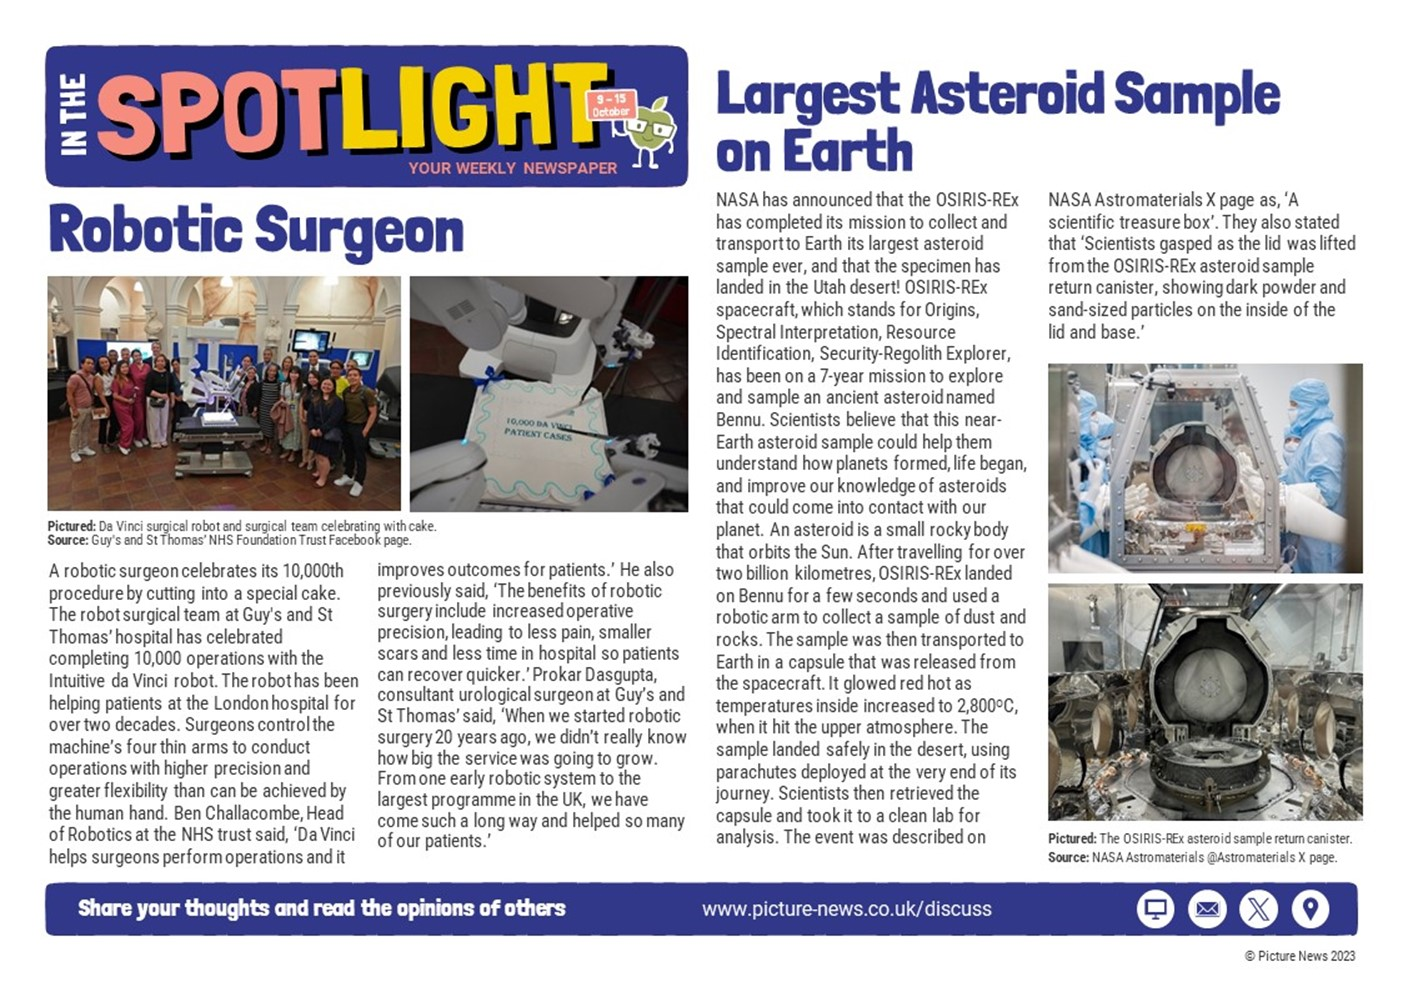 IN THE
SPOTLIGHT
9 – 15
October
YOUR WEEKLY NEWSPAPER
Robotic Surgeon
10,000 DA VINCI
PATIENT CASES
Pictured: Da Vinci surgical robot and surgical team celebrating with cake.
Source: Guy's and St Thomas' NHS Foundation Trust Facebook page.
A robotic surgeon celebrates its 10,000th
procedure by cutting into a special cake.
The robot surgical team at Guy's and St
Thomas' hospital has celebrated
completing 10,000 operations with the
Intuitive da Vinci robot. The robot has been
helping patients at the London hospital for
over two decades. Surgeons control the
machine's four thin arms to conduct
operations with higher precision and
greater flexibility than can be achieved by
the human hand. Ben Challacombe, Head
of Robotics at the NHS trust said, 'Da Vinci
helps surgeons perform operations and it
improves outcomes for patients.' He also
previously said, 'The benefits of robotic
surgery include increased operative
precision, leading to less pain, smaller
scars and less time in hospital so patients
can recover quicker.' Prokar Dasgupta,
consultant urological surgeon at Guy's and
St Thomas' said, 'When we started robotic
surgery 20 years ago, we didn't really know
how big the service was going to grow.
From one early robotic system to the
largest programme in the UK, we have
come such a long way and helped so many
of our patients.'
Largest Asteroid Sample
on Earth
NASA has announced that the OSIRIS-REx
has completed its mission to collect and
transport to Earth its largest asteroid
sample ever, and that the specimen has
landed in the Utah desert! OSIRIS-REx
spacecraft, which stands for Origins,
Spectral Interpretation, Resource
Identification, Security-Regolith Explorer,
has been on a 7-year mission to explore
and sample an ancient asteroid named
Bennu. Scientists believe that this near-
Earth asteroid sample could help them
understand how planets formed, life began,
and improve our knowledge of asteroids
that could come into contact with our
planet. An asteroid is a small rocky body
that orbits the Sun. After travelling for over
two billion kilometres, OSIRIS-REx landed
on Bennu for a few seconds and used a
robotic arm to collect a sample of dust and
rocks. The sample was then transported to
Earth in a capsule that was released from
the spacecraft. It glowed red hot as
temperatures inside increased to 2,800ºC,
when it hit the upper atmosphere. The
sample landed safely in the desert, using
parachutes deployed at the very end of its
journey. Scientists then retrieved the
capsule and took it to a clean lab for
analysis. The event was described on
NASA Astromaterials X page as, 'A
scientific treasure box'. They also stated
that 'Scientists gasped as the lid was lifted
from the OSIRIS-REx asteroid sample
return canister, showing dark powder and
sand-sized particles on the inside of the
lid and base.'
Pictured: The OSIRIS-REx asteroid sample return canister.
Source: NASA Astromaterials @Astromaterials X page.
Share your thoughts and read the opinions of others
www.picture-news.co.uk/discuss
© Picture News 2023